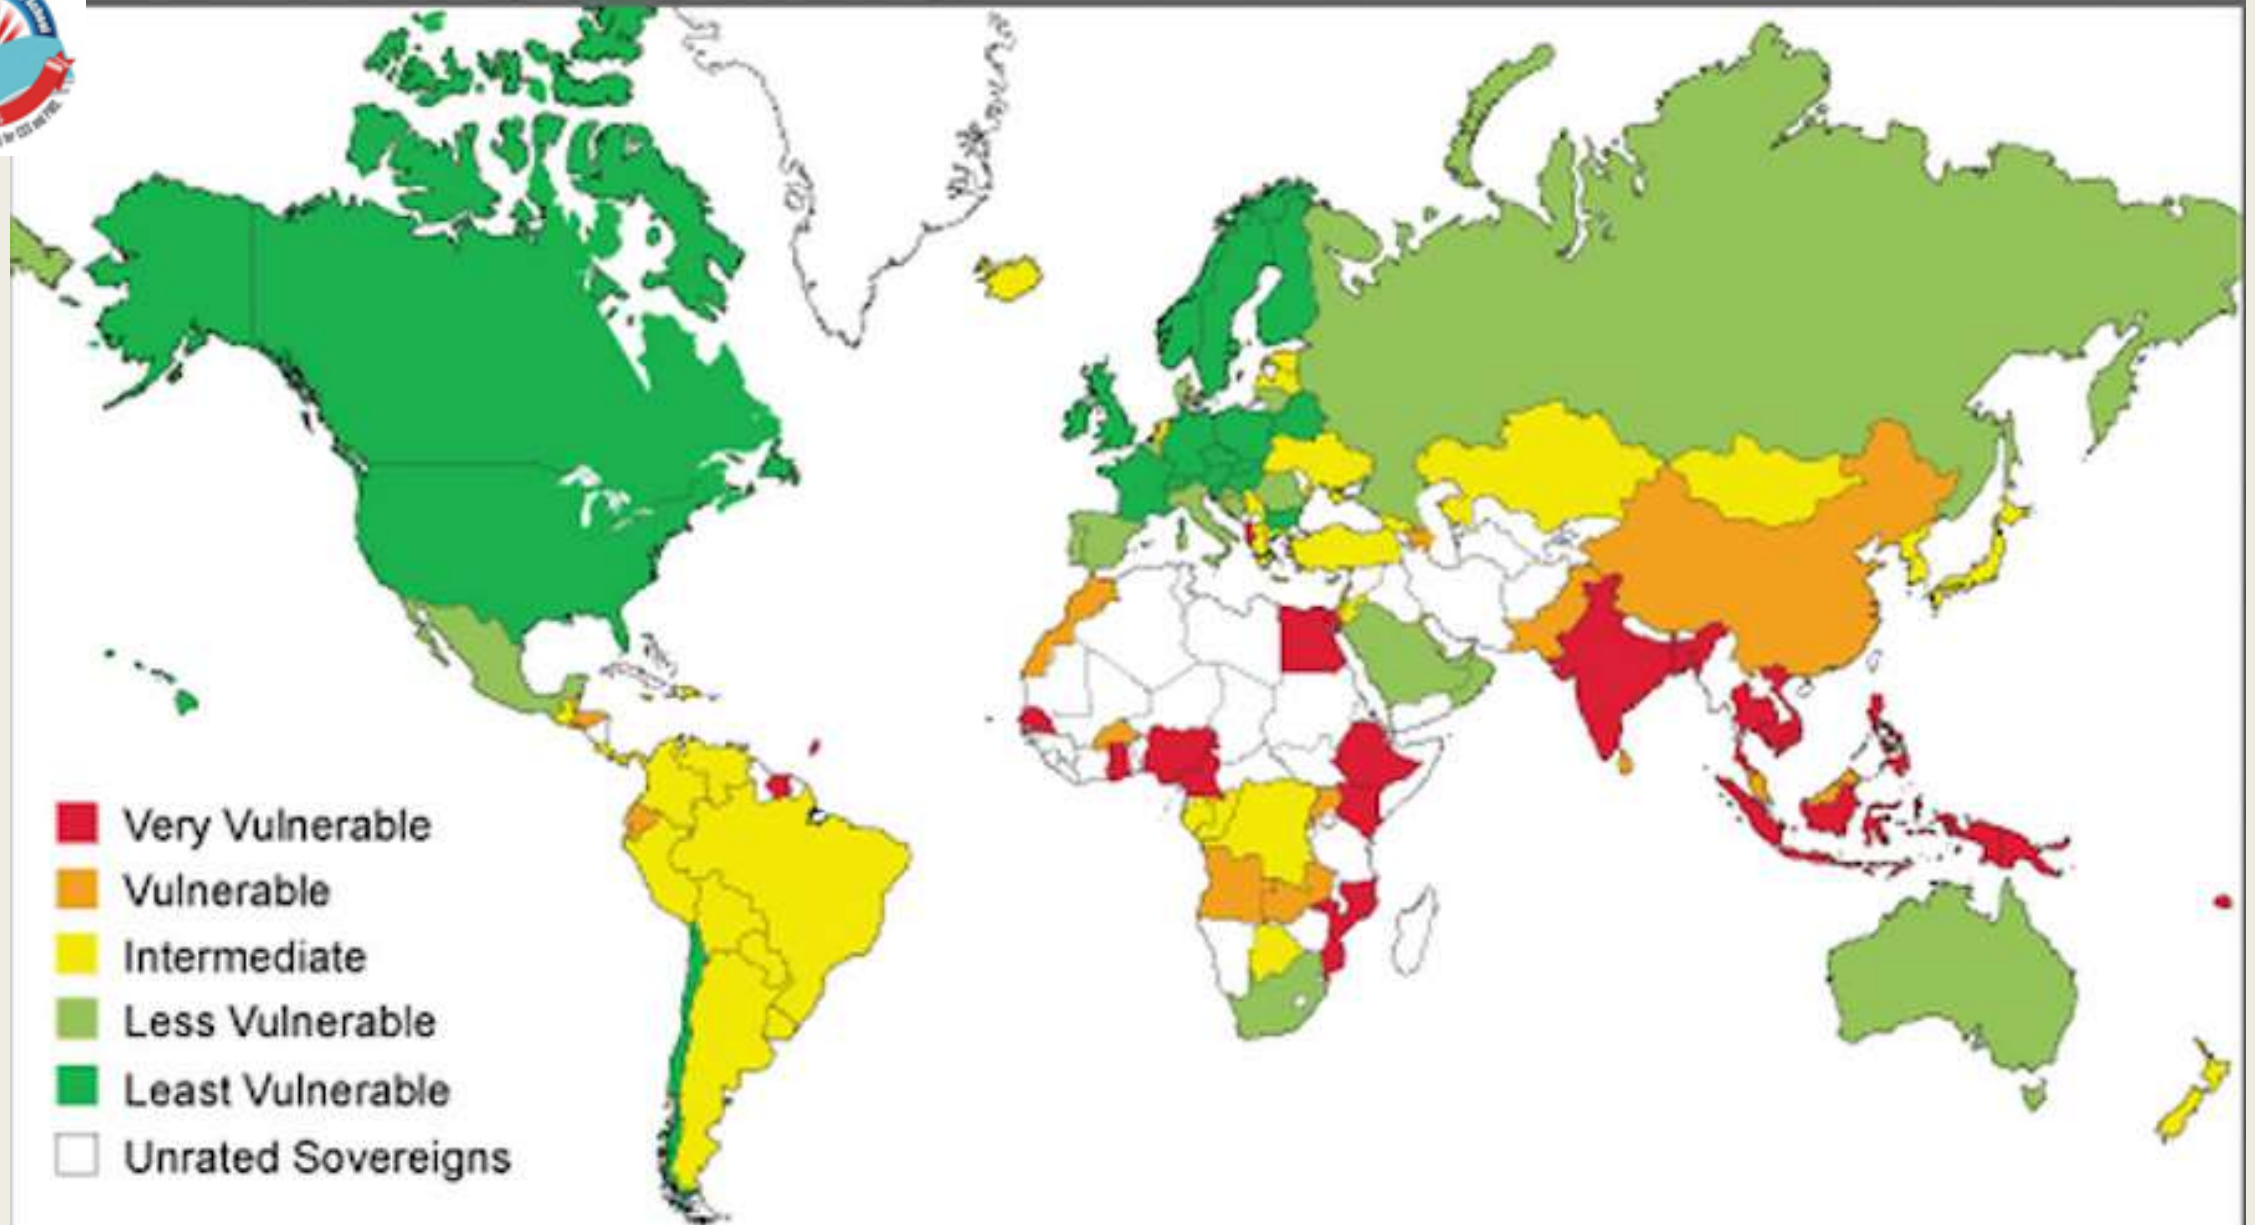 Very Vulnerable
Vulnerable
Intermediate
Less Vulnerable
Least Vulnerable
Unrated Sovereigns